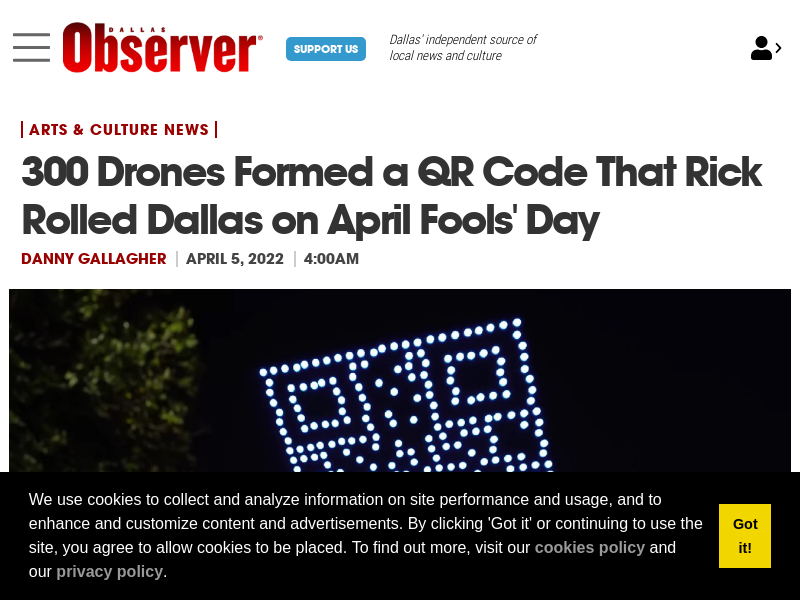 DALLAS
Observer®
SUPPORT US
Dallas' independent source of
local news and culture
ARTS & CULTURE NEWS
300 Drones Formed a QR Code That Rick
Rolled Dallas on April Fools' Day
DANNY GALLAGHER | APRIL 5, 2022 | 4:00AM
We use cookies to collect and analyze information on site performance and usage, and to
enhance and customize content and advertisements. By clicking 'Got it' or continuing to use the
site, you agree to allow cookies to be placed. To find out more, visit our cookies policy and
our privacy policy.
Got
it!